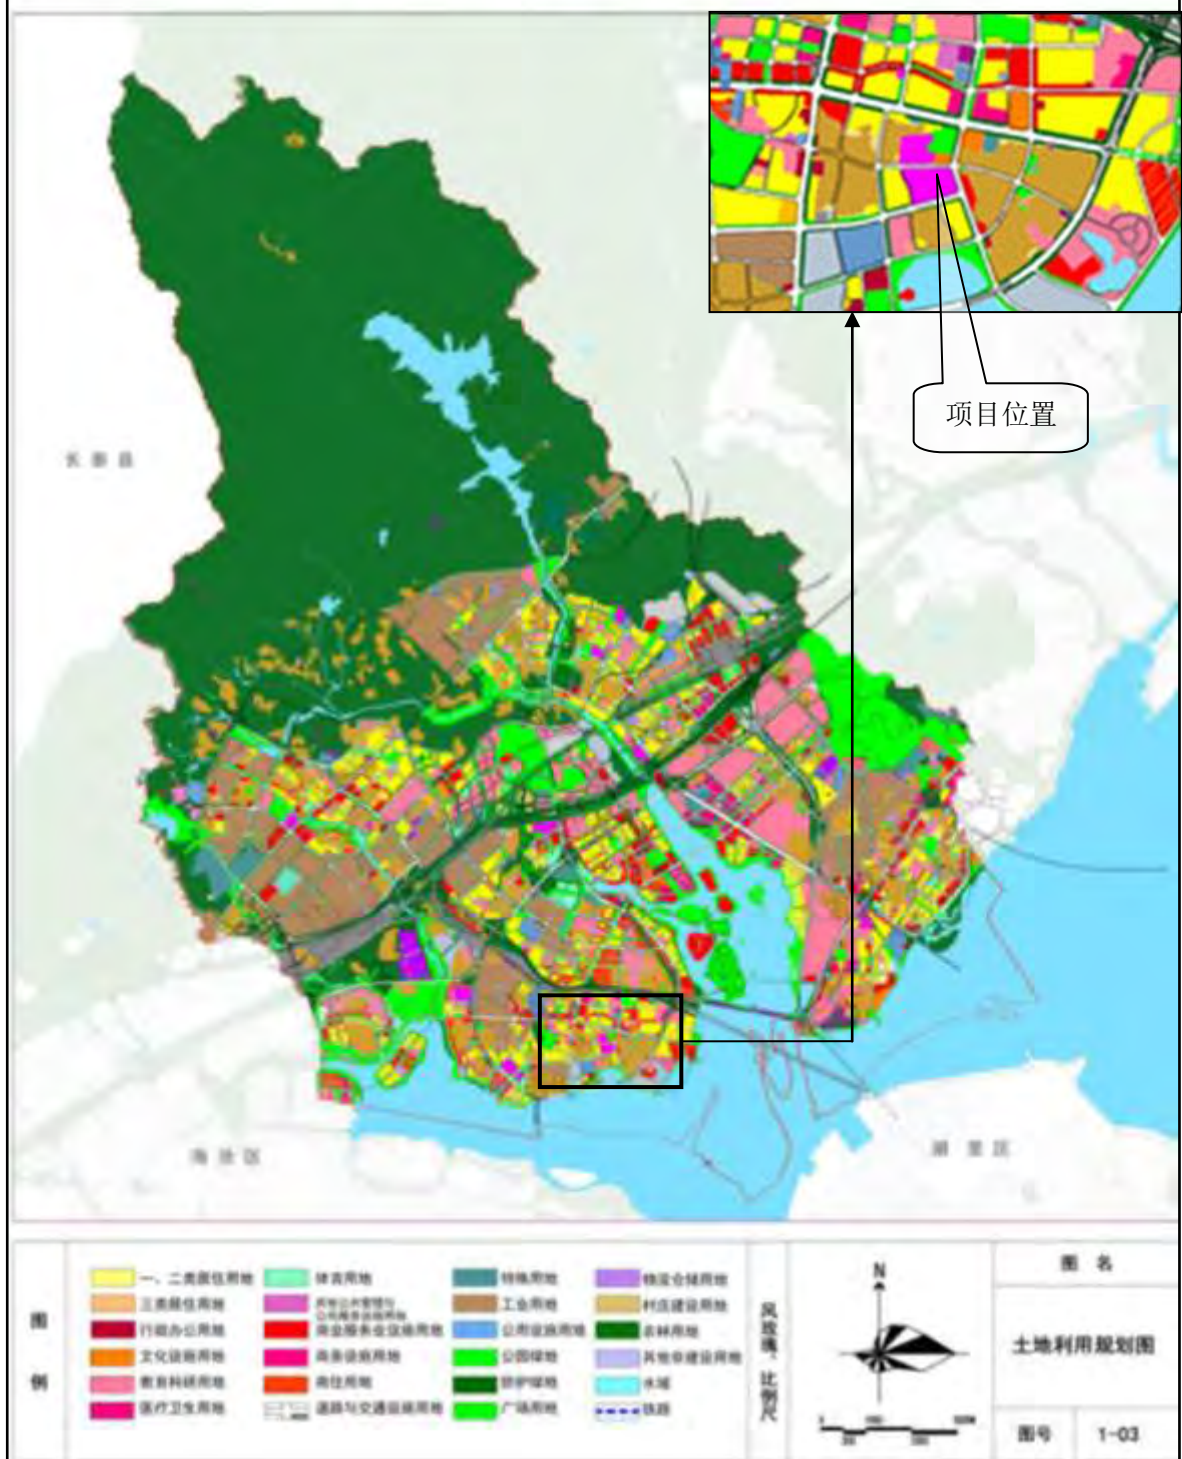 项目位置
长泰县
海沧区
湖里区
图例
一、二类居住用地
三类居住用地
行政办公用地
文化设施用地
教育科研用地
医疗卫生用地
体育用地
商业服务业设施用地
商务设施用地
商住用地
道路与交通设施用地
特殊用地
工业用地
公用设施用地
公园绿地
防护绿地
广场用地
物流仓储用地
村庄建设用地
农林用地
其他非建设用地
水域
铁路
风玫瑰、比例尺
N
图 名
土地利用规划图
图号
1-03